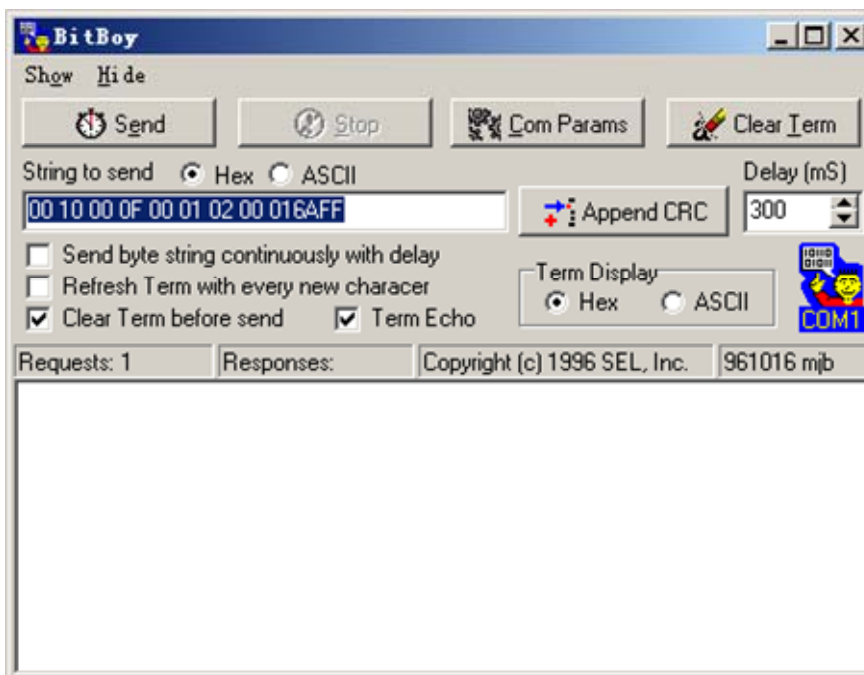 BitBoy
Show Hide
Send Stop Com Params Clear Term
String to send Hex ASCII Delay (mS)
00 10 00 0F 00 01 02 00 016AFF Append CRC 300
Send byte string continuously with delay
Refresh Term with every new characer
Clear Term before send Term Echo
Term Display
Hex ASCII
10110
01011
COM1
Requests: 1 Responses: Copyright (c) 1996 SEL, Inc. 961016 mjb